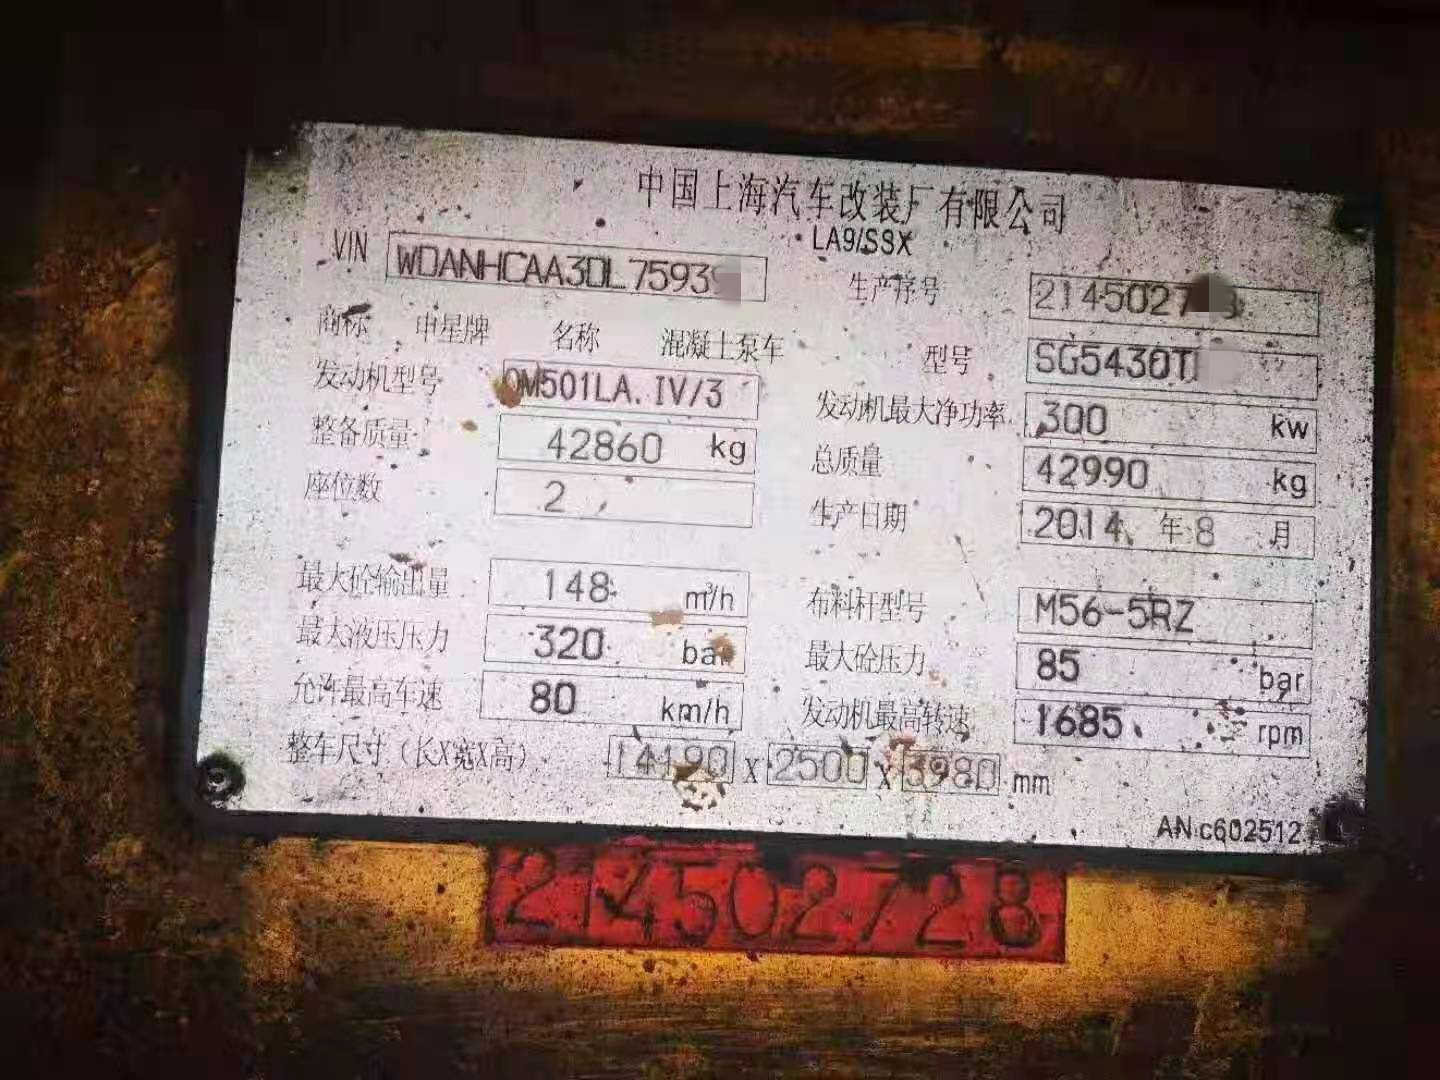 中国上海汽车改装厂有限公司
LA9/SSX
VIN WDANHCAA3DL75939
生产序号 2145027
商标 申星牌 名称 混凝土泵车 型号 SG5430T
发动机型号 OM501LA.IV/3 发动机最大净功率 300 kw
整备质量 42860 kg 总质量 42990 kg
座位数 2 生产日期 2014 年 8 月
最大砼输出量 148 m³/h 布料杆型号 M56-5RZ
最大液压压力 320 bar 最大砼压力 85 bar
允许最高车速 80 km/h 发动机最高转速 1685 rpm
整车尺寸（长X宽X高） 14190 X 2500 X 3980 mm
AN c602512
214502728